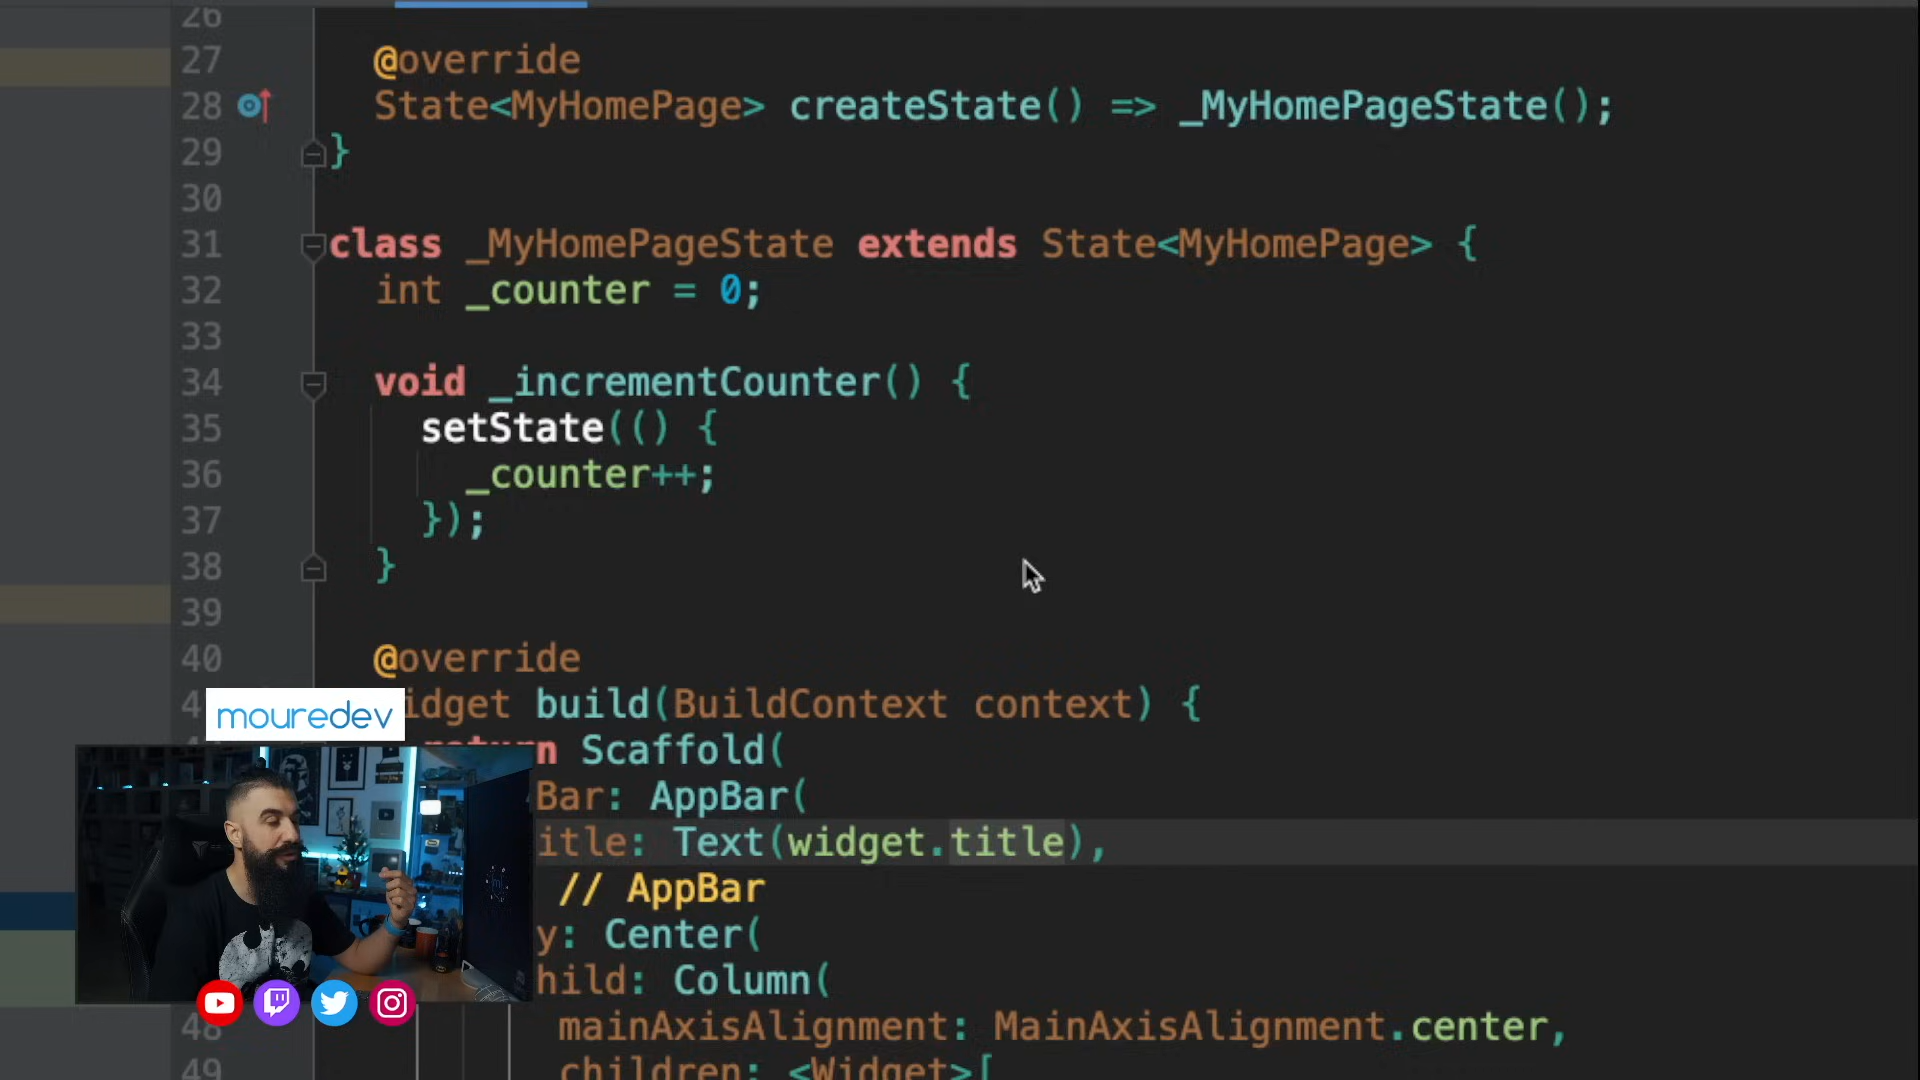 26
27 @override
28 State<MyHomePage> createState() => _MyHomePageState();
29 }
30
31 class _MyHomePageState extends State<MyHomePage> {
32 int _counter = 0;
33
34 void _incrementCounter() {
35 setState(() {
36 _counter++;
37 });
38 }
39
40 @override
4 idget build(BuildContext context) {
return Scaffold(
Bar: AppBar(
itle: Text(widget.title),
// AppBar
y: Center(
hild: Column(
48 mainAxisAlignment: MainAxisAlignment.center,
49 children: <Widget>[
mouredev